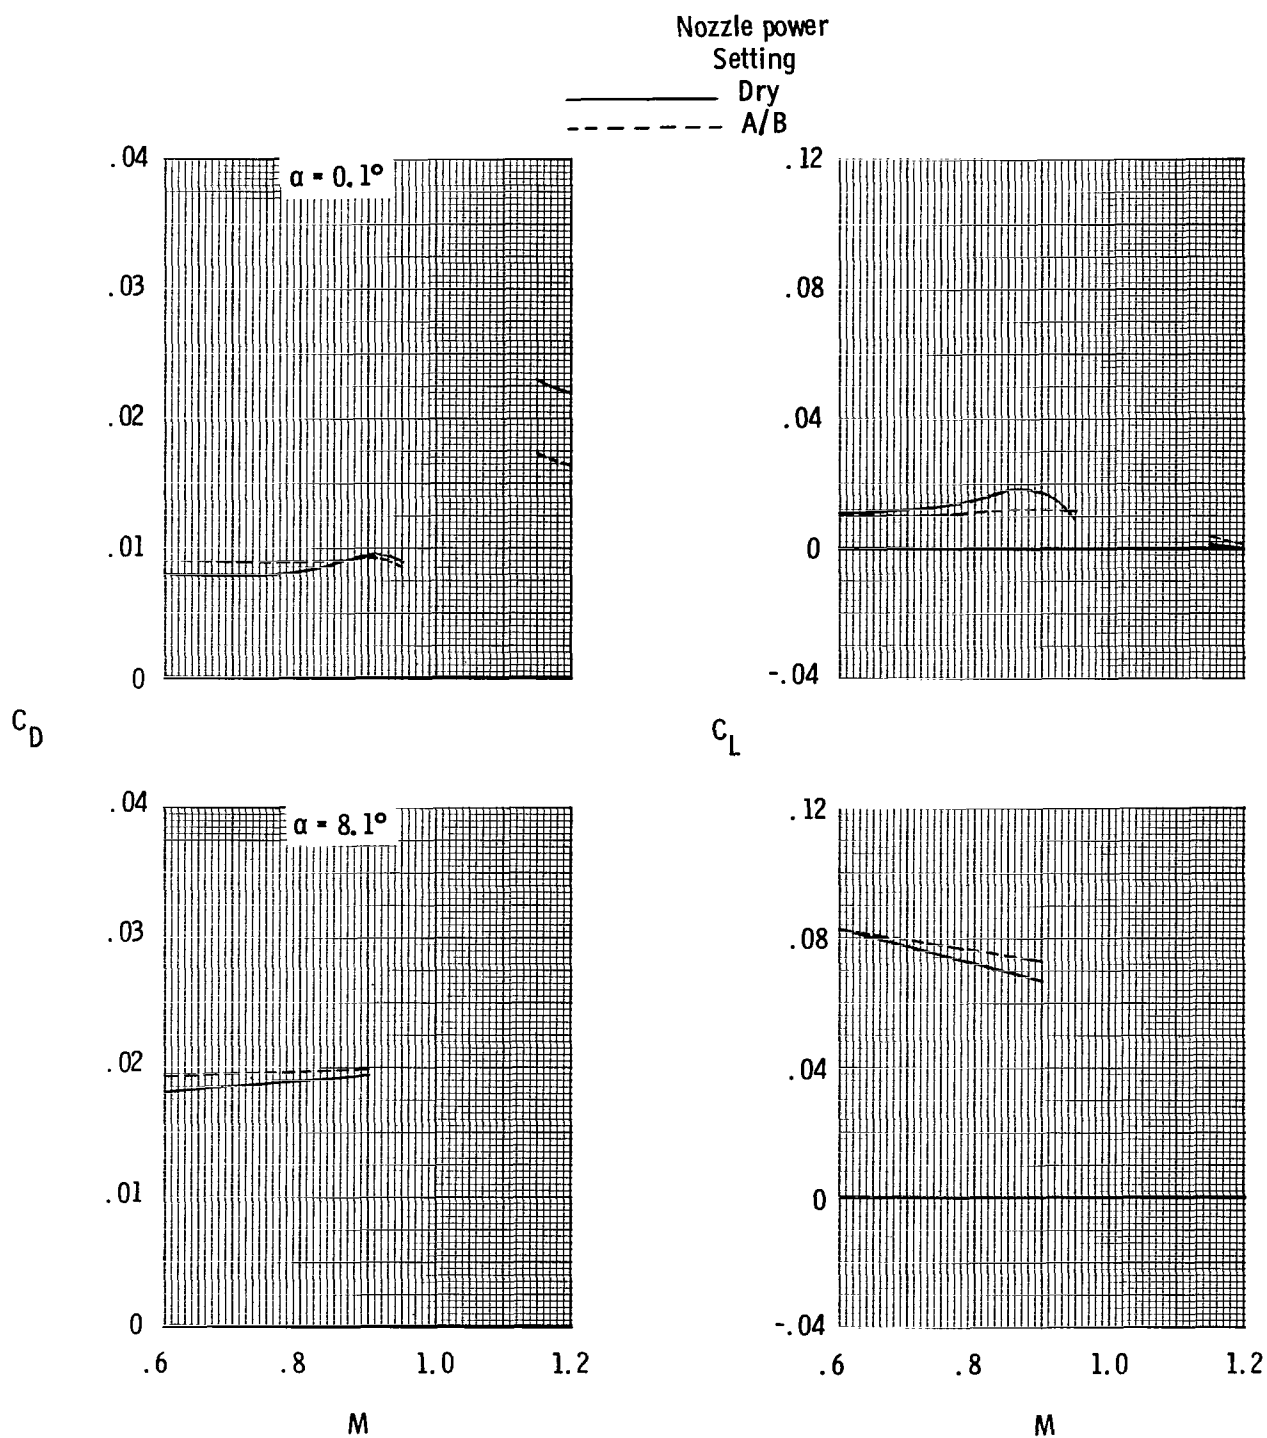 Nozzle power
Setting
Dry
A/B
.04
α = 0.1°
.03
.02
.01
0
C_D
.12
.08
.04
0
-.04
C_L
.04
α = 8.1°
.03
.02
.01
0
.6 .8 1.0 1.2
M
.12
.08
.04
0
-.04
.6 .8 1.0 1.2
M